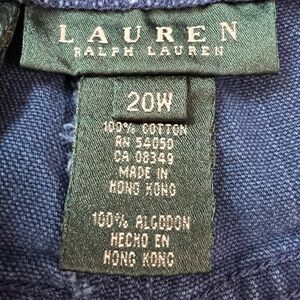 LAUREN
RALPH LAUREN
20W
100% COTTON
RN 54050
CA 08349
MADE IN
HONG KONG
100% ALGODON
HECHO EN
HONG KONG